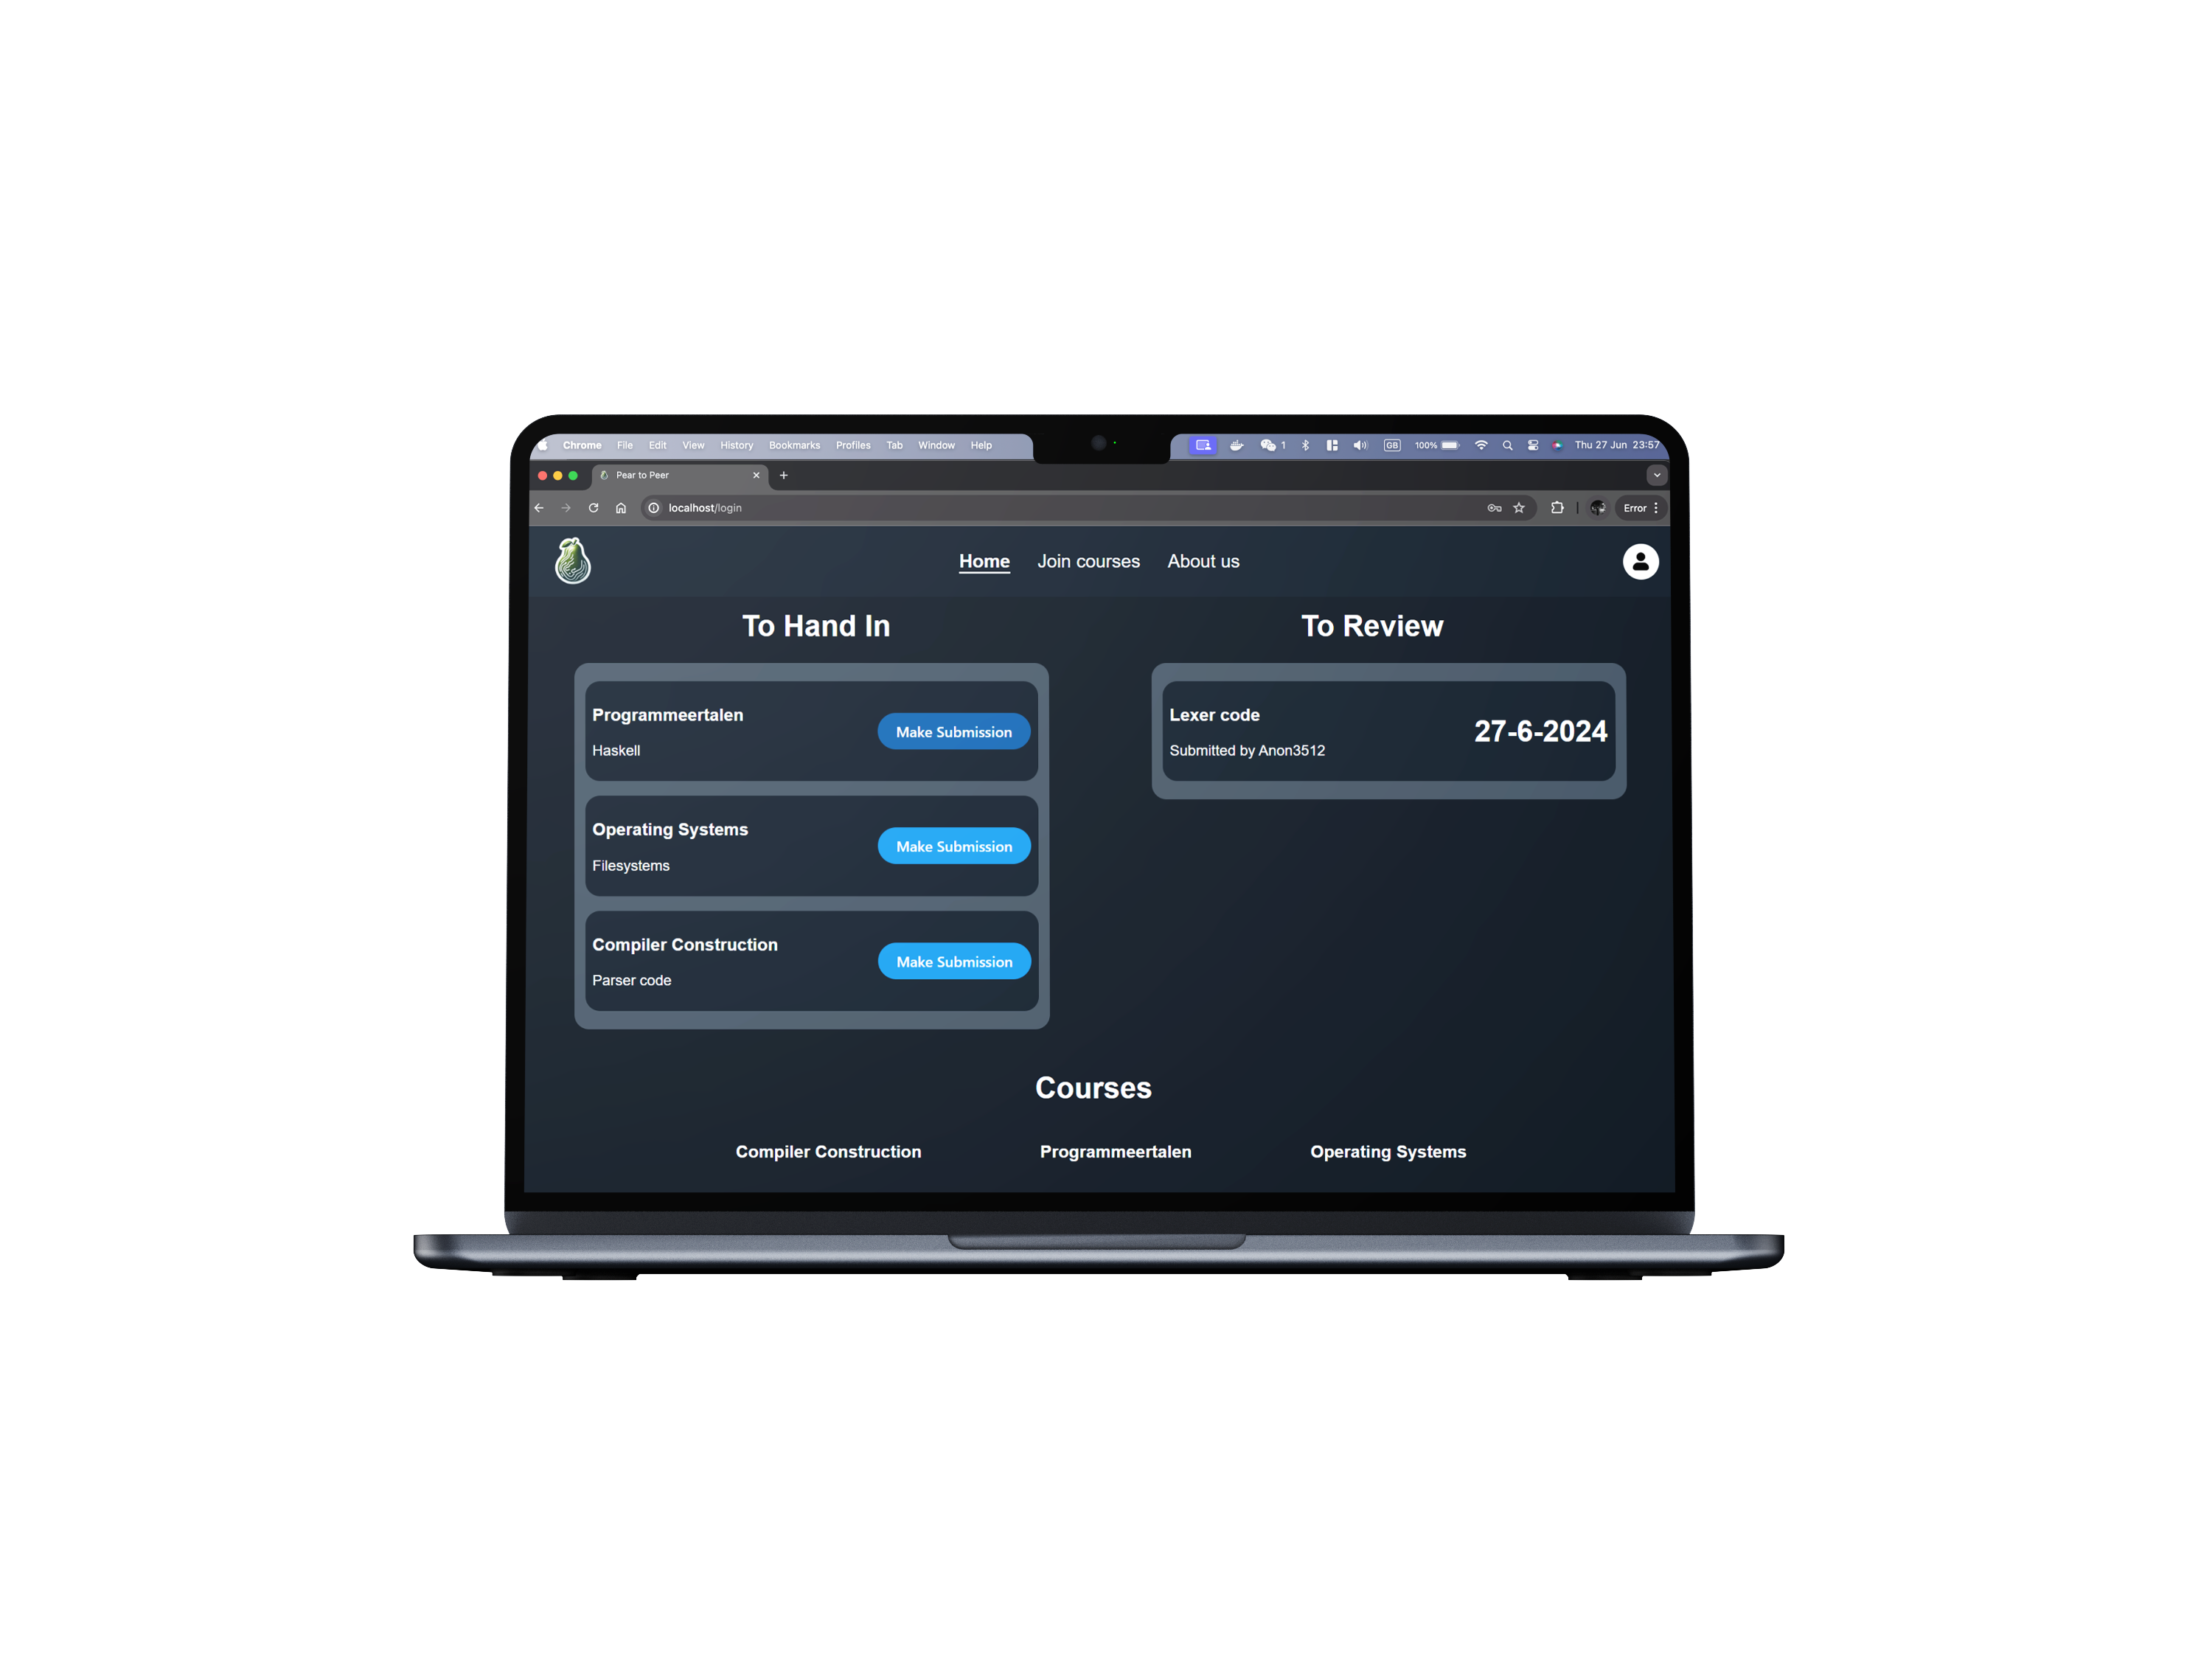 Chrome File Edit View History Bookmarks Profiles Tab Window Help 1 GB 100% Thu 27 Jun 23:57
Pear to Peer
localhost/login Error
Home Join courses About us
To Hand In
Programmeertalen
Haskell
Make Submission
Operating Systems
Filesystems
Make Submission
Compiler Construction
Parser code
Make Submission
To Review
Lexer code
Submitted by Anon3512
27-6-2024
Courses
Compiler Construction Programmeertalen Operating Systems